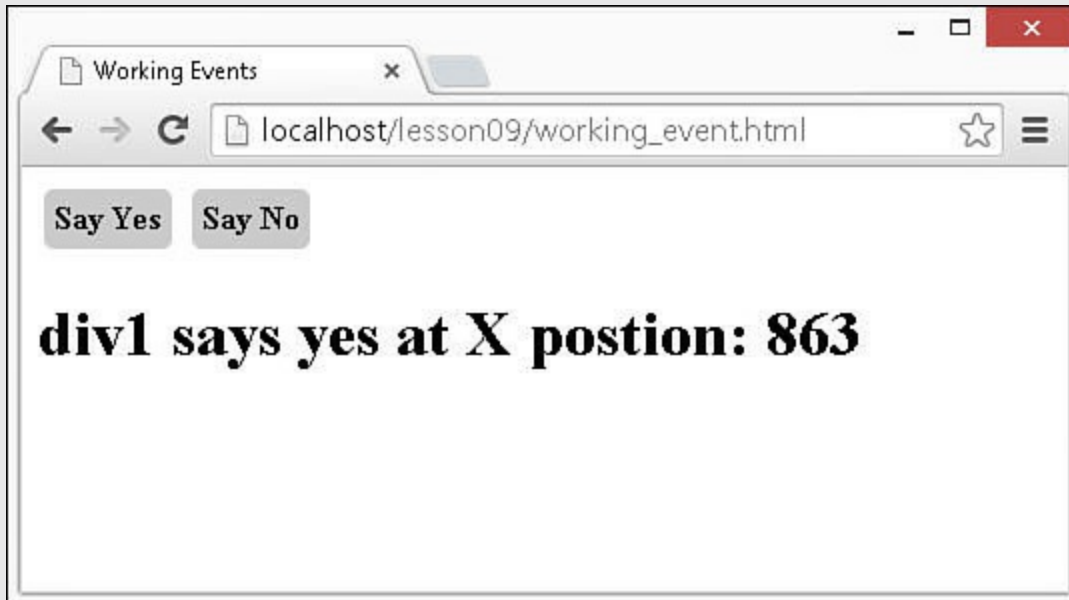 Working Events
localhost/lesson09/working_event.html
Say Yes Say No
div1 says yes at X postion: 863